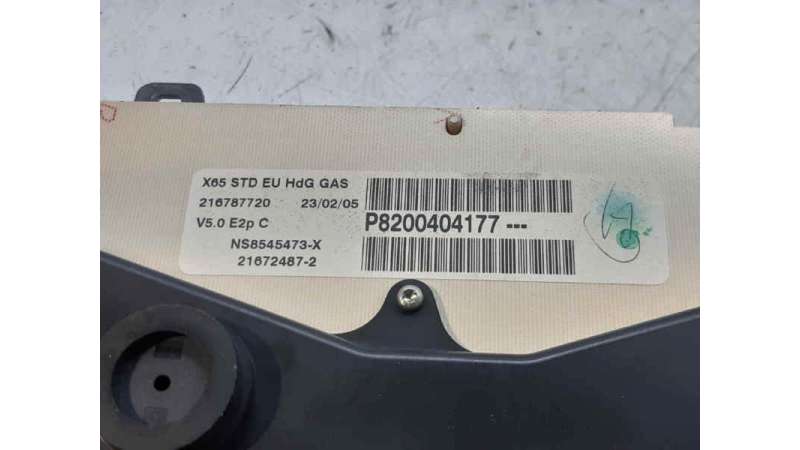 X65 STD EU HdG GAS
216787720 23/02/05
V5.0 E2p C
P8200404177 ---
NS8545473-X
21672487-2